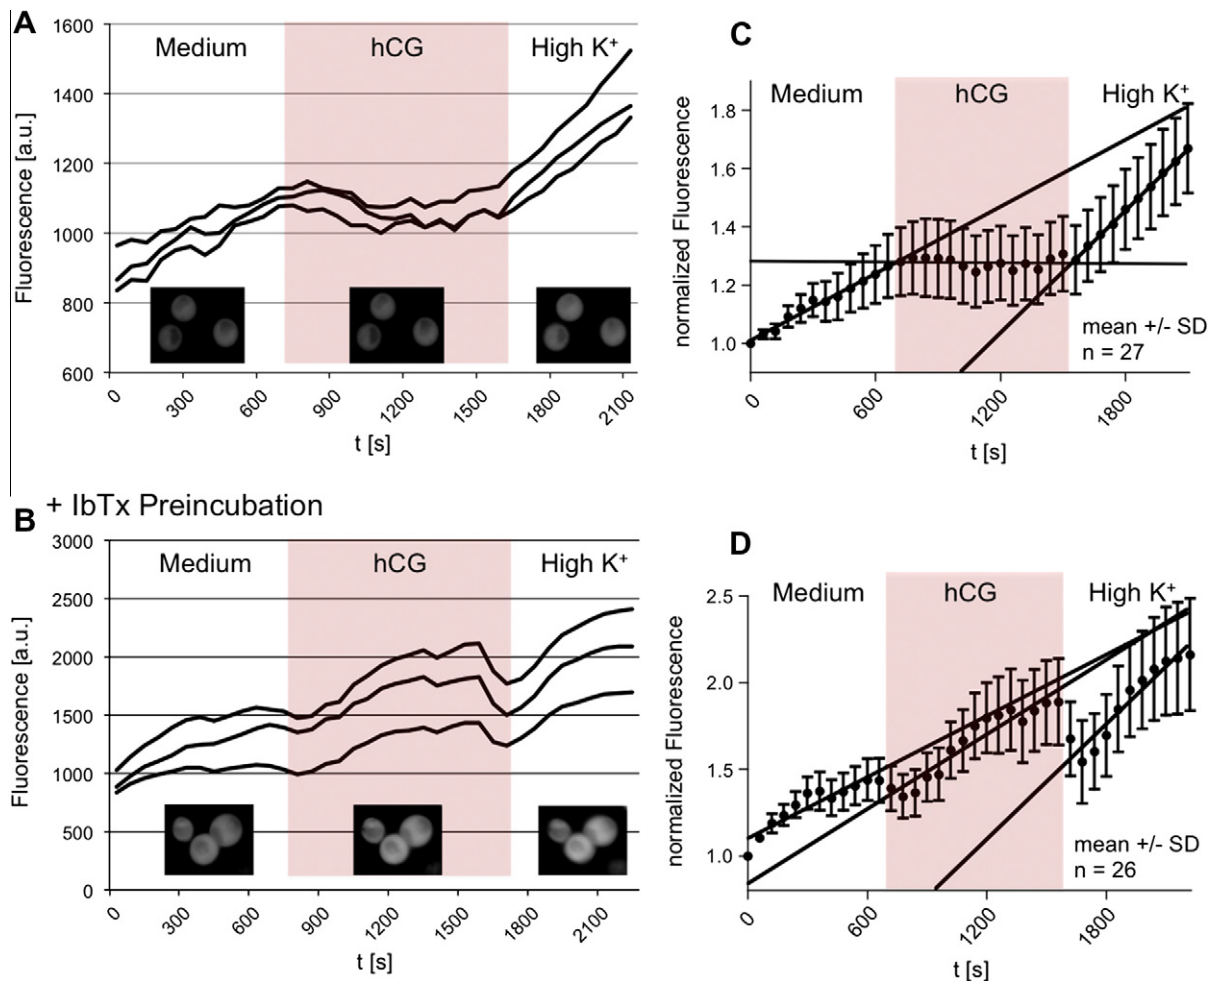 A
1600
1400
1200
1000
800
600
Fluorescence [a.u.]
Medium hCG High K⁺
0 300 600 900 1200 1500 1800 2100
t [s]
C
1.8
1.6
1.4
1.2
1.0
normalized Fluorescence
Medium hCG High K⁺
mean +/- SD
n = 27
0 600 1200 1800
t [s]
+ IbTx Preincubation
B
3000
2500
2000
1500
1000
500
0
Fluorescence [a.u.]
Medium hCG High K⁺
0 300 600 900 1200 1500 1800 2100
t [s]
D
2.5
2.0
1.5
1.0
normalized Fluorescence
Medium hCG High K⁺
mean +/- SD
n = 26
0 600 1200 1800
t [s]